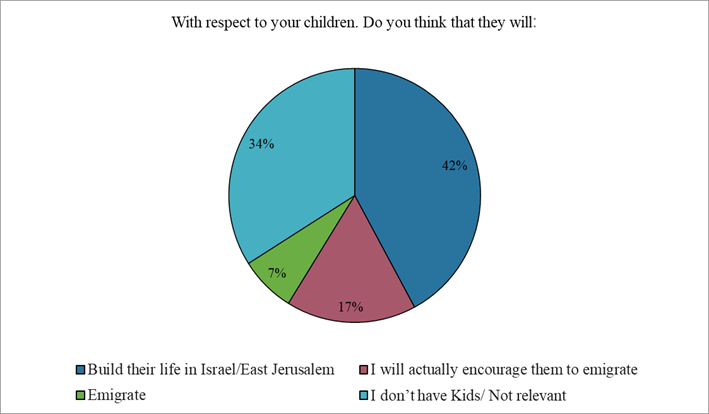 With respect to your children. Do you think that they will:
34%
42%
7%
17%
Build their life in Israel/East Jerusalem
I will actually encourage them to emigrate
Emigrate
I don’t have Kids/ Not relevant